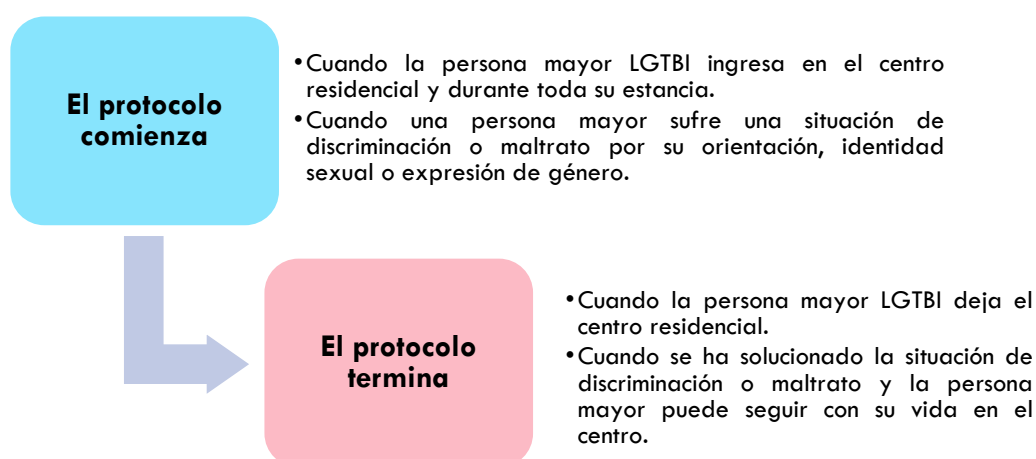 El protocolo
comienza
•Cuando la persona mayor LGTBI ingresa en el centro
residencial y durante toda su estancia.
•Cuando una persona mayor sufre una situación de
discriminación o maltrato por su orientación, identidad
sexual o expresión de género.
El protocolo
termina
•Cuando la persona mayor LGTBI deja el
centro residencial.
•Cuando se ha solucionado la situación de
discriminación o maltrato y la persona
mayor puede seguir con su vida en el
centro.